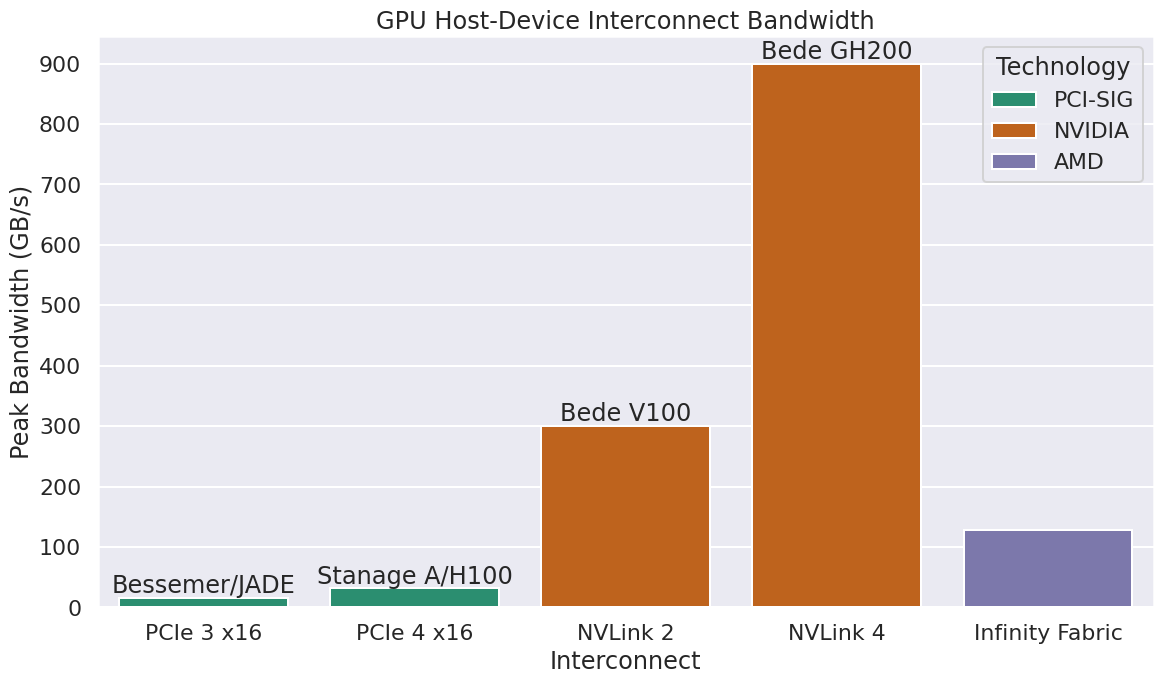 GPU Host-Device Interconnect Bandwidth
Peak Bandwidth (GB/s)
900
800
700
600
500
400
300
200
100
0
Bessemer/JADE
Stanage A/H100
Bede V100
Bede GH200
Technology
PCI-SIG
NVIDIA
AMD
PCIe 3 x16
PCIe 4 x16
NVLink 2
NVLink 4
Infinity Fabric
Interconnect